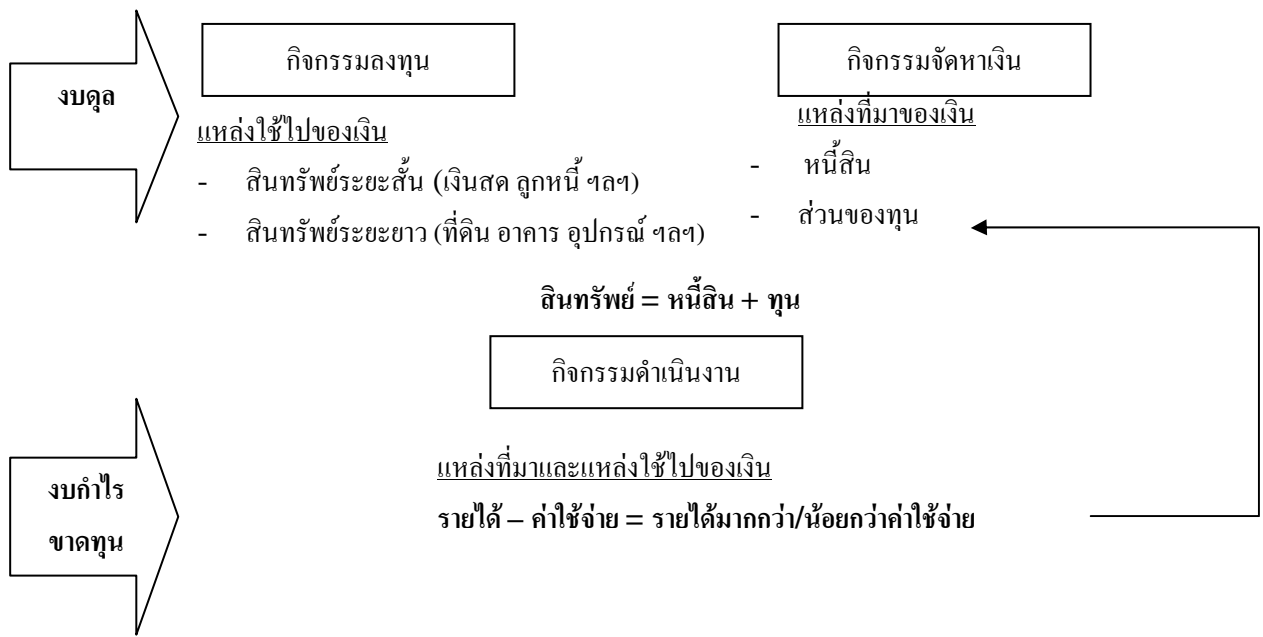 งบดุล
กิจกรรมลงทุน
แหล่งใช้ไปของเงิน
- สินทรัพย์ระยะสั้น (เงินสด ลูกหนี้ ฯลฯ)
- สินทรัพย์ระยะยาว (ที่ดิน อาคาร อุปกรณ์ ฯลฯ)
กิจกรรมจัดหาเงิน
แหล่งที่มาของเงิน
- หนี้สิน
- ส่วนของทุน
สินทรัพย์ = หนี้สิน + ทุน
กิจกรรมดำเนินงาน
งบกำไร
ขาดทุน
แหล่งที่มาและแหล่งใช้ไปของเงิน
รายได้ – ค่าใช้จ่าย = รายได้มากกว่า/น้อยกว่าค่าใช้จ่าย